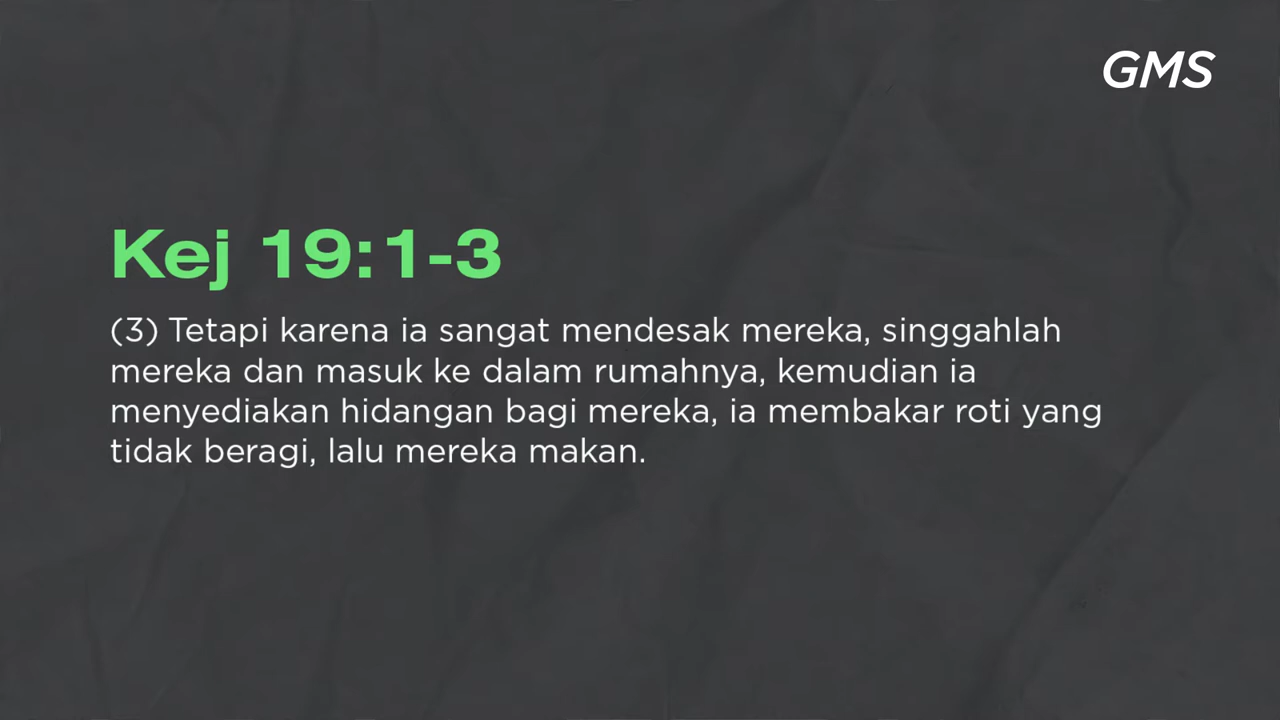 GMS
Kej 19:1-3
(3) Tetapi karena ia sangat mendesak mereka, singgahlah
mereka dan masuk ke dalam rumahnya, kemudian ia
menyediakan hidangan bagi mereka, ia membakar roti yang
tidak beragi, lalu mereka makan.